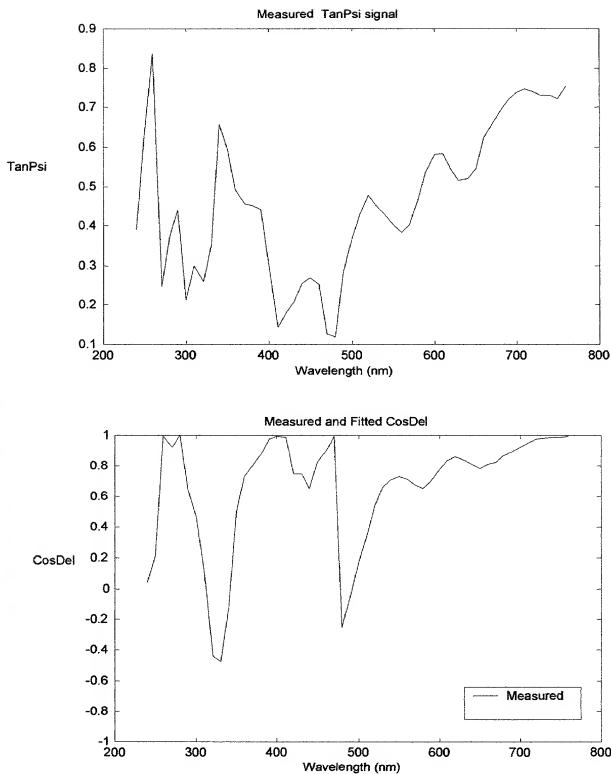 Measured TanPsi signal
0.9
0.8
0.7
0.6
0.5
0.4
0.3
0.2
0.1
TanPsi
200 300 400 500 600 700 800
Wavelength (nm)
Measured and Fitted CosDel
1
0.8
0.6
0.4
0.2
0
-0.2
-0.4
-0.6
-0.8
-1
CosDel
Measured
200 300 400 500 600 700 800
Wavelength (nm)